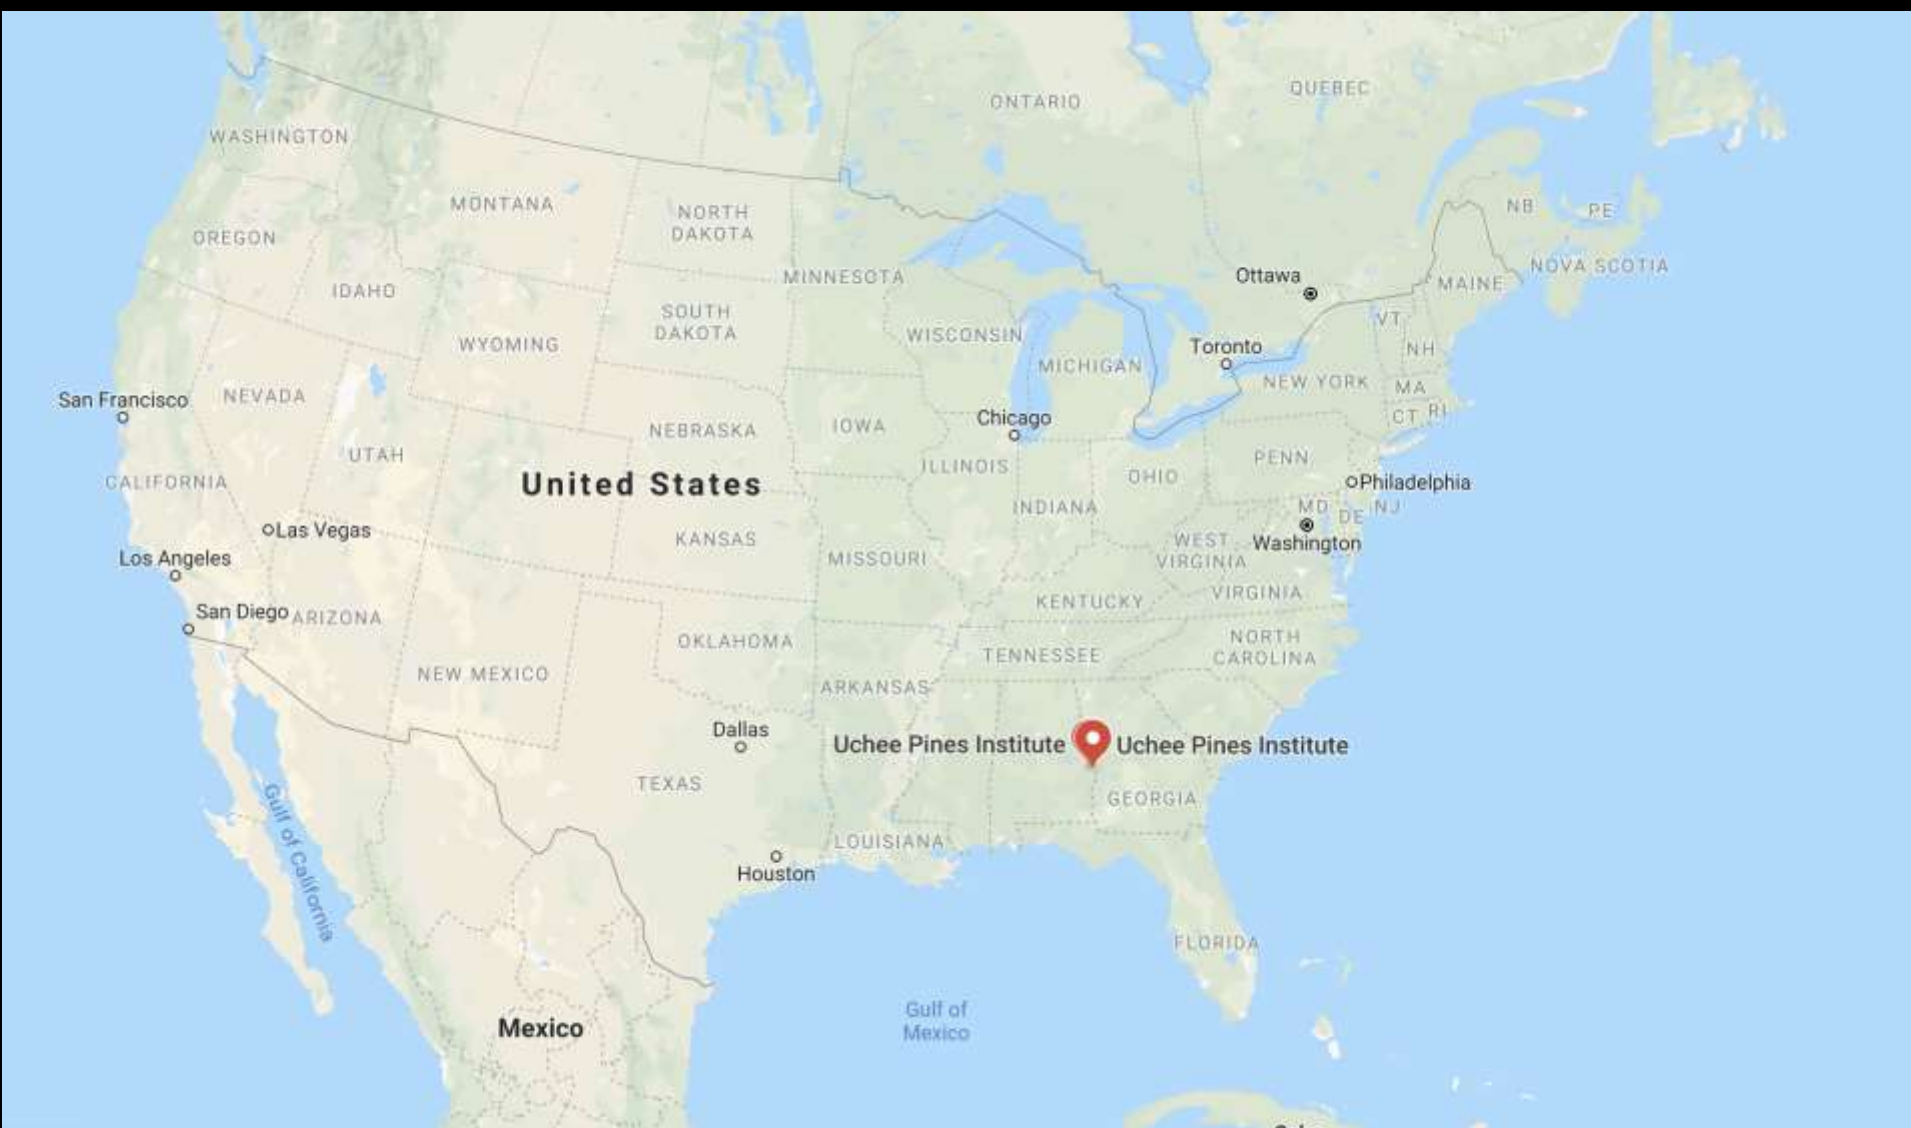 ONTARIO
QUEBEC
WASHINGTON
MONTANA
NORTH
DAKOTA
NB
PE
OREGON
NOVA SCOTIA
MINNESOTA
Ottawa
MAINE
IDAHO
SOUTH
DAKOTA
VT
WISCONSIN
WYOMING
Toronto
NH
MICHIGAN
NEW YORK
MA
San Francisco
NEVADA
CT
RI
Chicago
NEBRASKA
IOWA
UTAH
PENN
ILLINOIS
OHIO
CALIFORNIA
United States
Philadelphia
INDIANA
MD
DE
NJ
Las Vegas
KANSAS
WEST
VIRGINIA
Washington
Los Angeles
MISSOURI
VIRGINIA
KENTUCKY
San Diego
ARIZONA
OKLAHOMA
NORTH
CAROLINA
TENNESSEE
NEW MEXICO
ARKANSAS
Dallas
Uchee Pines Institute
Uchee Pines Institute
TEXAS
GEORGIA
Gulf of California
LOUISIANA
Houston
FLORIDA
Gulf of
Mexico
Mexico